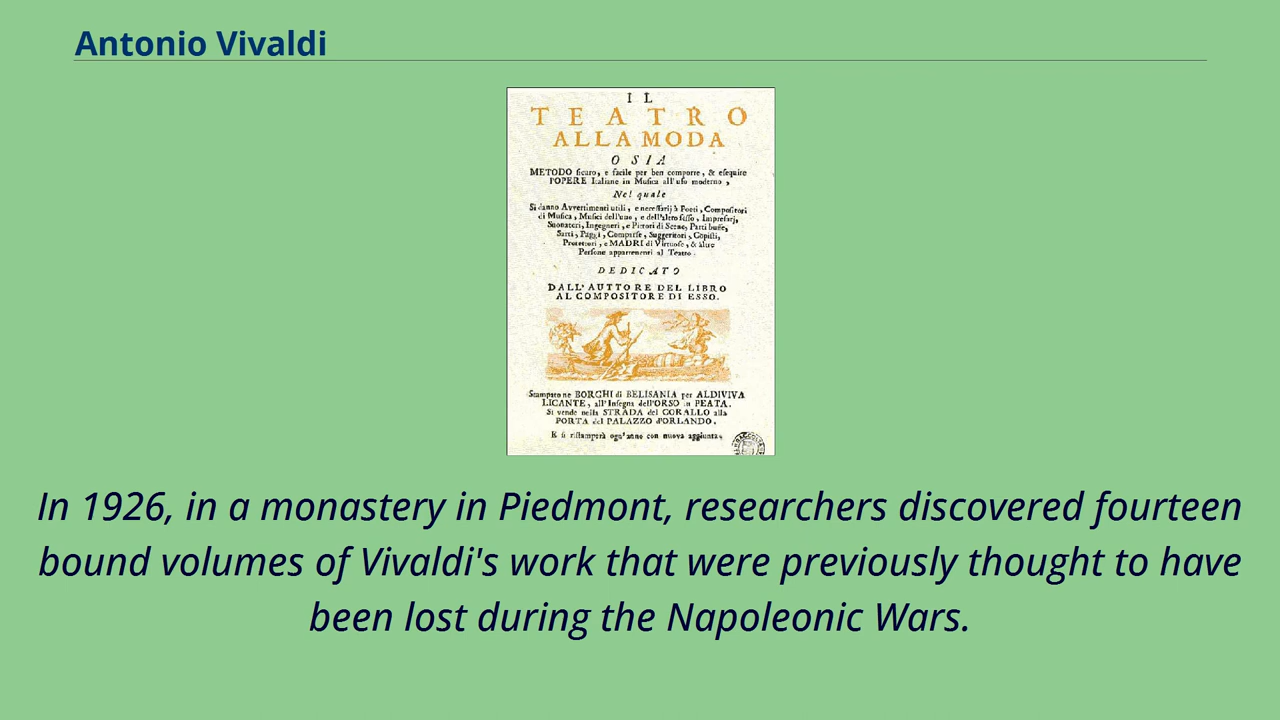 Antonio Vivaldi
IL
TEATRO
ALLA MODA
O SIA
METODO sicuro, e facile per ben comporre, & esequire
l'OPERE Italiane in Musica all'uso moderno,
Nel quale
Si danno Avvertimenti utili, e necessarij à Poeti, Compositori
di Musica, Musici dell'uno, e dell'altro sesso, Impresarj,
Suonatori, Ingegneri, e Pittori di Scene, Parti buffe,
Sarti, Paggi, Comparse, Suggeritori, Copisti,
Protettori, e MADRI di Virtuose, & altre
Persone appartenenti al Teatro.
DEDICATO
DALL'AUTTORE DEL LIBRO
AL COMPOSITORE DI ESSO.
Stampato ne BORGHI di BELISANIA per ALDIVIVA
LICANTE, all'Insegna dell'ORSO in PEATA.
Si vende nella STRADA del CORALLO alla
PORTA del PALAZZO d'ORLANDO.
E si ristamperà ogn'anno con nuova aggiunta.
In 1926, in a monastery in Piedmont, researchers discovered fourteen
bound volumes of Vivaldi's work that were previously thought to have
been lost during the Napoleonic Wars.